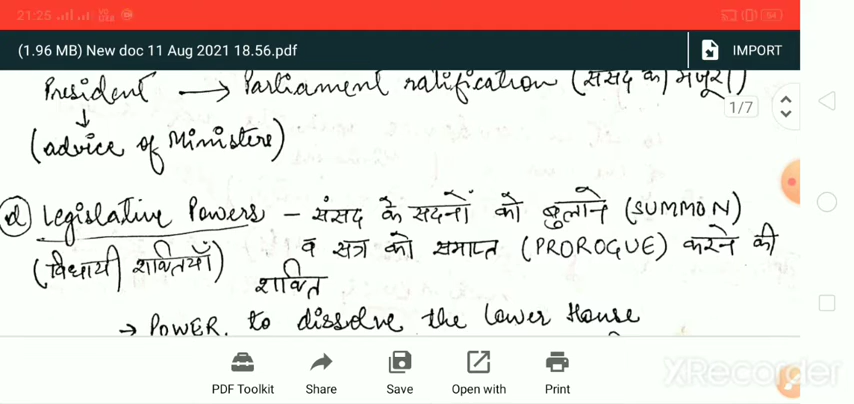 21:25 84
(1.96 MB) New doc 11 Aug 2021 18.56.pdf IMPORT
President → Parliament ratification (संसद की मंजूरी)
1/7
↓
(advice of Ministers)
(d) Legislative Powers - संसद के सदनों को बुलाने (SUMMON)
(विधायी शक्तियाँ) व सत्र को समाप्त (PROROGUE) करने की
शक्ति
→ POWER. to dissolve the lower House
PDF Toolkit Share Save Open with Print
XRecorder